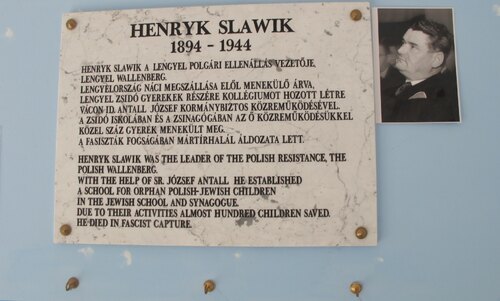 HENRYK SLAWIK
1894 - 1944
HENRYK SLAWIK A LENGYEL POLGÁRI ELLENÁLLÁS VEZETŐJE,
LENGYEL WALLENBERG.
LENGYELORSZÁG NÁCI MEGSZÁLLÁSA ELŐL MENEKÜLŐ ÁRVA,
LENGYEL ZSIDÓ GYEREKEK RÉSZÉRE KOLLÉGIUMOT HOZOTT LÉTRE
VÁCON ID. ANTALL JÓZSEF KORMÁNYBIZTOS KÖZREMŰKÖDÉSÉVEL.
A ZSIDÓ ISKOLÁBAN ÉS A ZSINAGÓGÁBAN AZ Ő KÖZREMŰKÖDÉSÜKKEL
KÖZEL SZÁZ GYEREK MENEKÜLT MEG.
A FASISZTÁK FOGSÁGÁBAN MÁRTÍRHALÁL ÁLDOZATA LETT.
HENRYK SLAWIK WAS THE LEADER OF THE POLISH RESISTANCE, THE
POLISH WALLENBERG.
WITH THE HELP OF SR. JÓZSEF ANTALL HE ESTABLISHED
A SCHOOL FOR ORPHAN POLISH-JEWISH CHILDREN
IN THE JEWISH SCHOOL AND SYNAGOGUE.
DUE TO THEIR ACTIVITIES ALMOST HUNDRED CHILDREN SAVED.
HE DIED IN FASCIST CAPTURE.